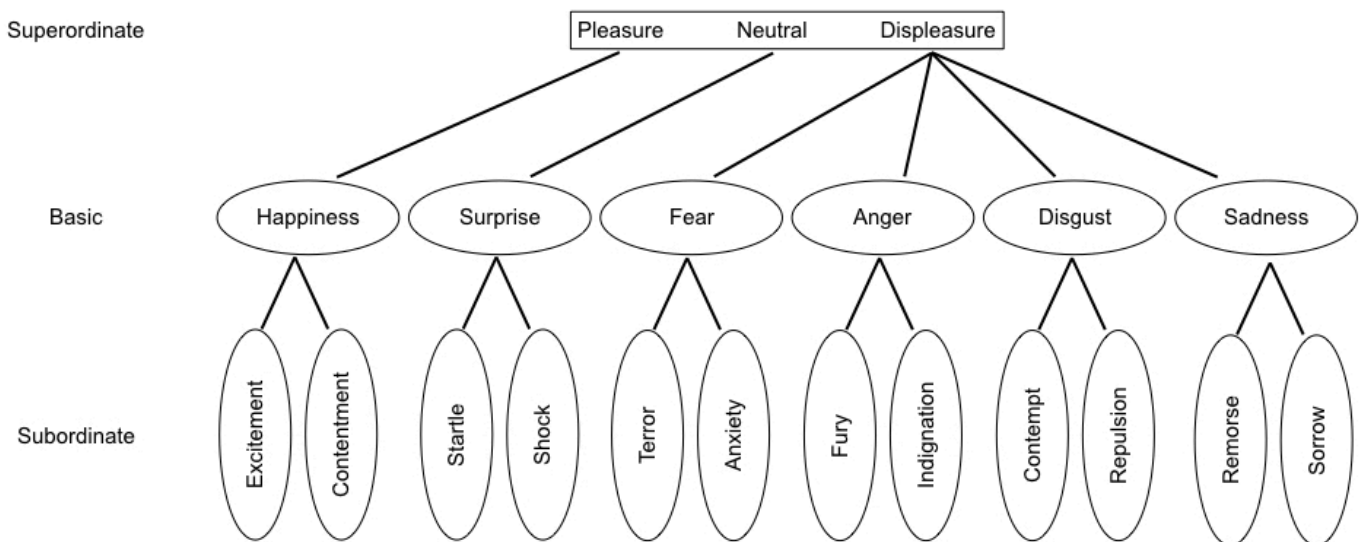 Superordinate
Pleasure Neutral Displeasure
Basic
Happiness Surprise Fear Anger Disgust Sadness
Subordinate
Excitement
Contentment
Startle
Shock
Terror
Anxiety
Fury
Indignation
Contempt
Repulsion
Remorse
Sorrow